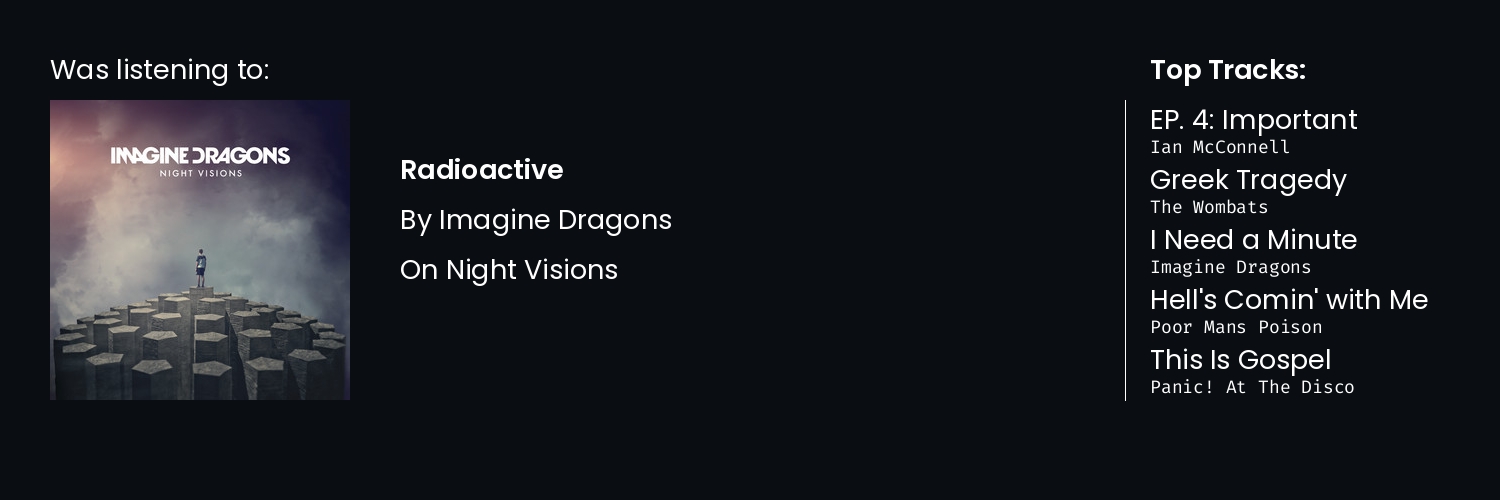 Was listening to:
IMAGINE DRAGONS
NIGHT VISIONS
Radioactive
By Imagine Dragons
On Night Visions
Top Tracks:
EP. 4: Important
Ian McConnell
Greek Tragedy
The Wombats
I Need a Minute
Imagine Dragons
Hell's Comin' with Me
Poor Mans Poison
This Is Gospel
Panic! At The Disco